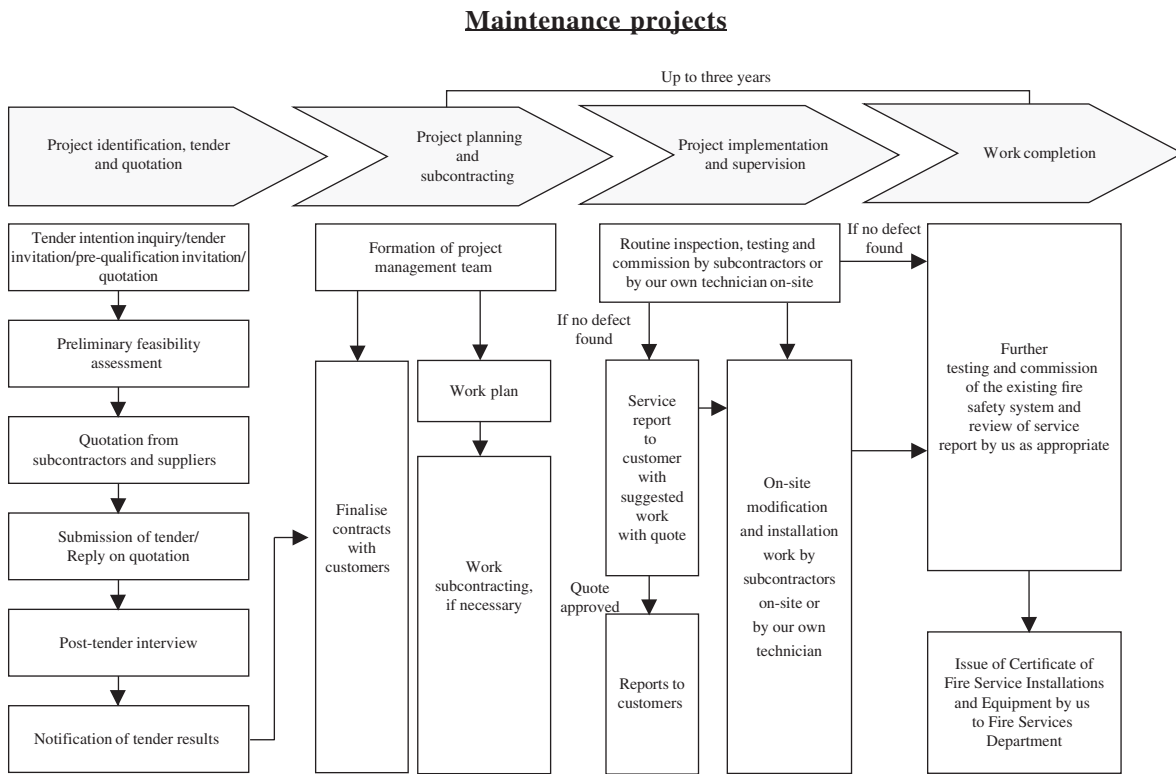 Maintenance projects
Up to three years
Project identification, tender
and quotation
Project planning
and
subcontracting
Project implementation
and supervision
Work completion
Tender intention inquiry/tender
invitation/pre-qualification invitation/
quotation
Preliminary feasibility
assessment
Quotation from
subcontractors and suppliers
Submission of tender/
Reply on quotation
Post-tender interview
Notification of tender results
Formation of project
management team
Finalise
contracts
with
customers
Work plan
Work
subcontracting,
if necessary
Routine inspection, testing and
commission by subcontractors or
by our own technician on-site
If no defect
found
If no defect
found
Service
report
to
customer
with
suggested
work
with quote
Quote
approved
Reports to
customers
On-site
modification
and installation
work by
subcontractors
on-site or
by our own
technician
Further
testing and commission
of the existing fire
safety system and
review of service
report by us as appropriate
Issue of Certificate of
Fire Service Installations
and Equipment by us
to Fire Services
Department